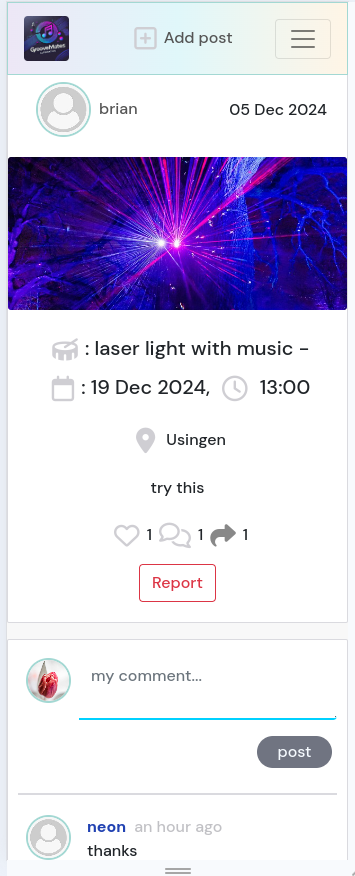 GrooveMates
Add post
brian
05 Dec 2024
: laser light with music -
: 19 Dec 2024, 13:00
Usingen
try this
1 1 1
Report
my comment...
post
neon an hour ago
thanks